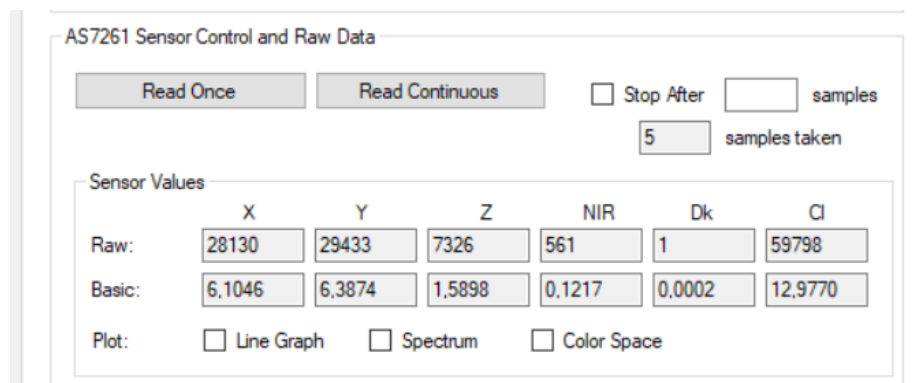 AS7261 Sensor Control and Raw Data
Read Once Read Continuous Stop After samples
5 samples taken
Sensor Values
X Y Z NIR Dk Cl
Raw: 28130 29433 7326 561 1 59798
Basic: 6,1046 6,3874 1,5898 0,1217 0,0002 12,9770
Plot: Line Graph Spectrum Color Space